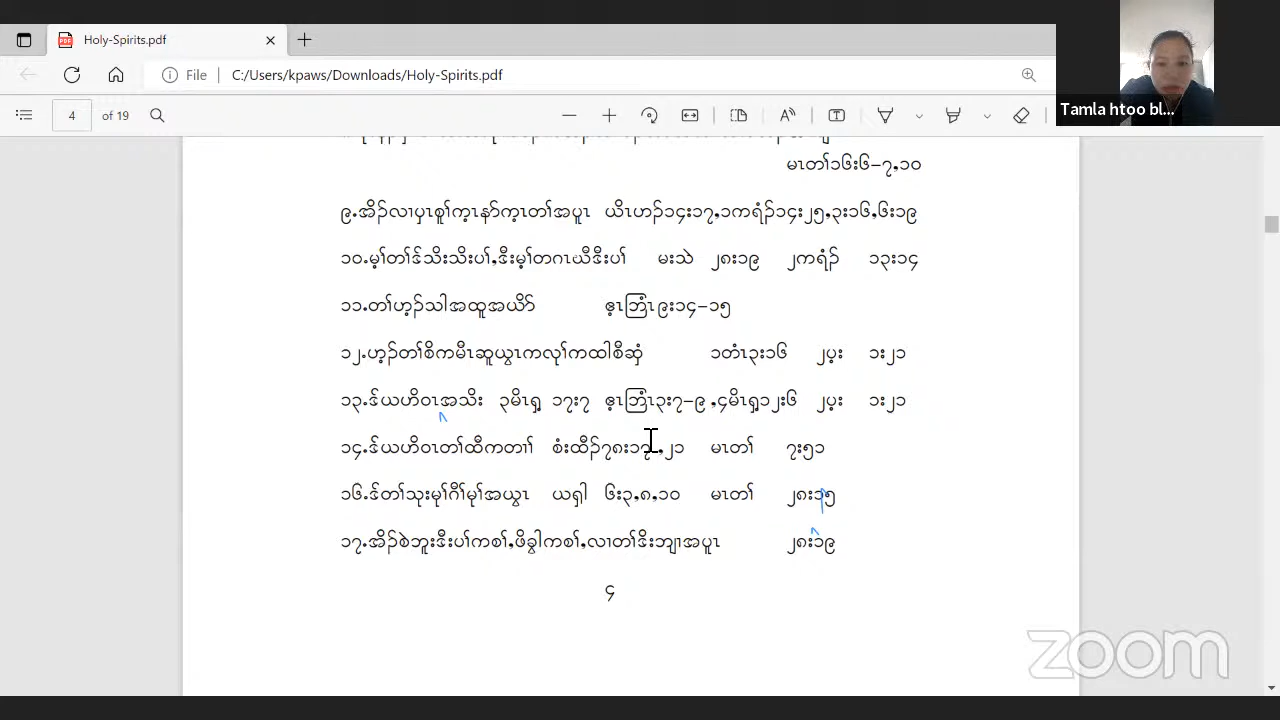 Holy-Spirits.pdf
File
C:/Users/kpaws/Downloads/Holy-Spirits.pdf
4 of 19
Tamla htoo bl...
မၤတၢ်၁၆း၆–၇,၁၀
၉.အိၣ်လၢပှၤစူၢ်က့ၤနာ်က့ၤတၢ်အပူၤ ယိၤဟၣ်၁၄း၁၇,၁ကရံၣ်၁၄း၂၅,၃း၁၆,၆း၁၉
၁၀.မ့ၢ်တၢ်ဒ်သိးသိးပၢ်,ဒီးမ့ၢ်တဂၤဃီဒီးပၢ် မးသဲ ၂၈း၁၉ ၂ကရံၣ် ၁၃း၁၄
၁၁.တၢ်ဟ့ၣ်သါအထူအယိာ် ဧ့ၤဘြံၤ၉း၁၄–၁၅
၁၂.ဟ့ၣ်တၢ်စိကမီၤဆူယွၤကလုၢ်ကထါစီဆှံ ၁တံၤ၃း၁၆ ၂ပ့း ၁း၂၁
၁၃.ဒ်ယဟိဝၤအသိး ၃မိၤရှ့ ၁၇း၇ ဧ့ၤဘြံၤ၃း၇–၉ ,၄မိၤရှ့၁၂း၆ ၂ပ့း ၁း၂၁
၁၄.ဒ်ယဟိဝၤတၢ်ထီကတၢၢ် စံးထီၣ်၇၈း၁၇,၂၁ မၤတၢ် ၇း၅၁
၁၆.ဒ်တၢ်သုးမုၢ်ဂီၢ်မုၢ်အယွၤ ယရှါ ၆း၃,၈,၁၀ မၤတၢ် ၂၈း၁၅
၁၇.အိၣ်စဲဘူးဒီးပၢ်ကစၢ်,ဖိခွါကစၢ်,လၢတၢ်ဒိးဘျၢအပူၤ ၂၈း၁၉
၄
zoom